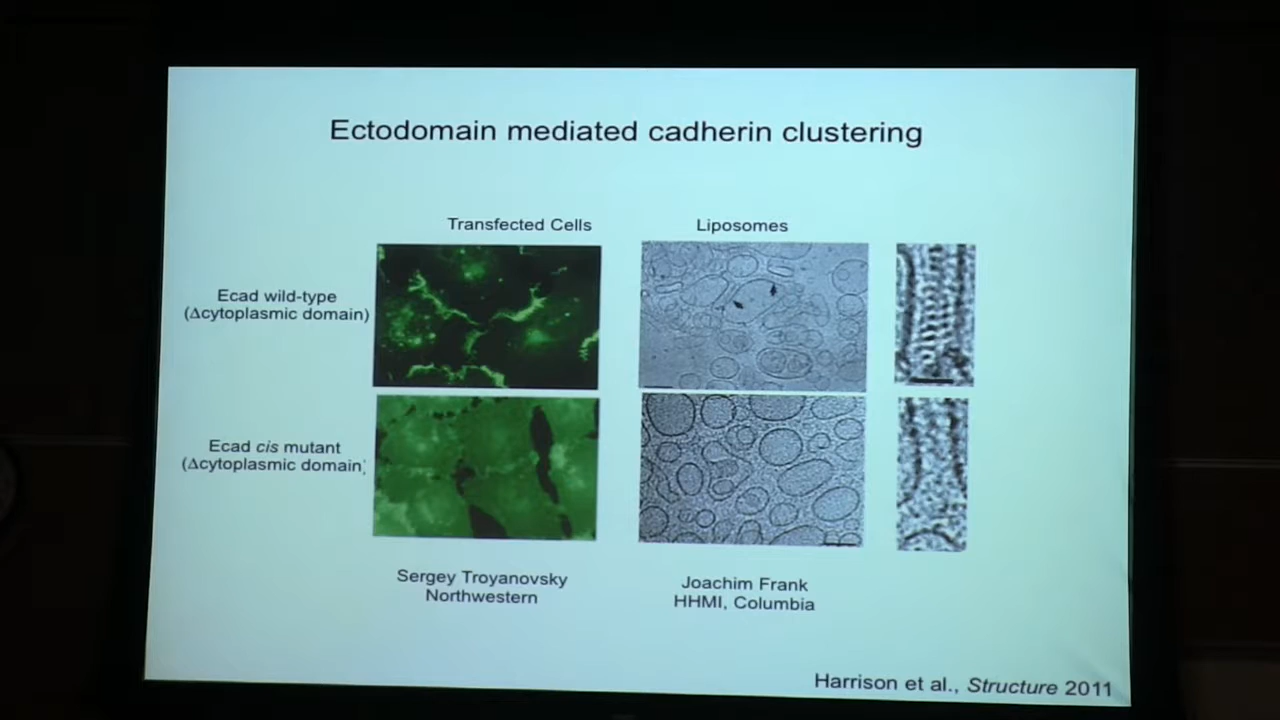 Ectodomain mediated cadherin clustering
Transfected Cells
Liposomes
Ecad wild-type
(Δcytoplasmic domain)
Ecad cis mutant
(Δcytoplasmic domain)
Sergey Troyanovsky
Northwestern
Joachim Frank
HHMI, Columbia
Harrison et al., Structure 2011